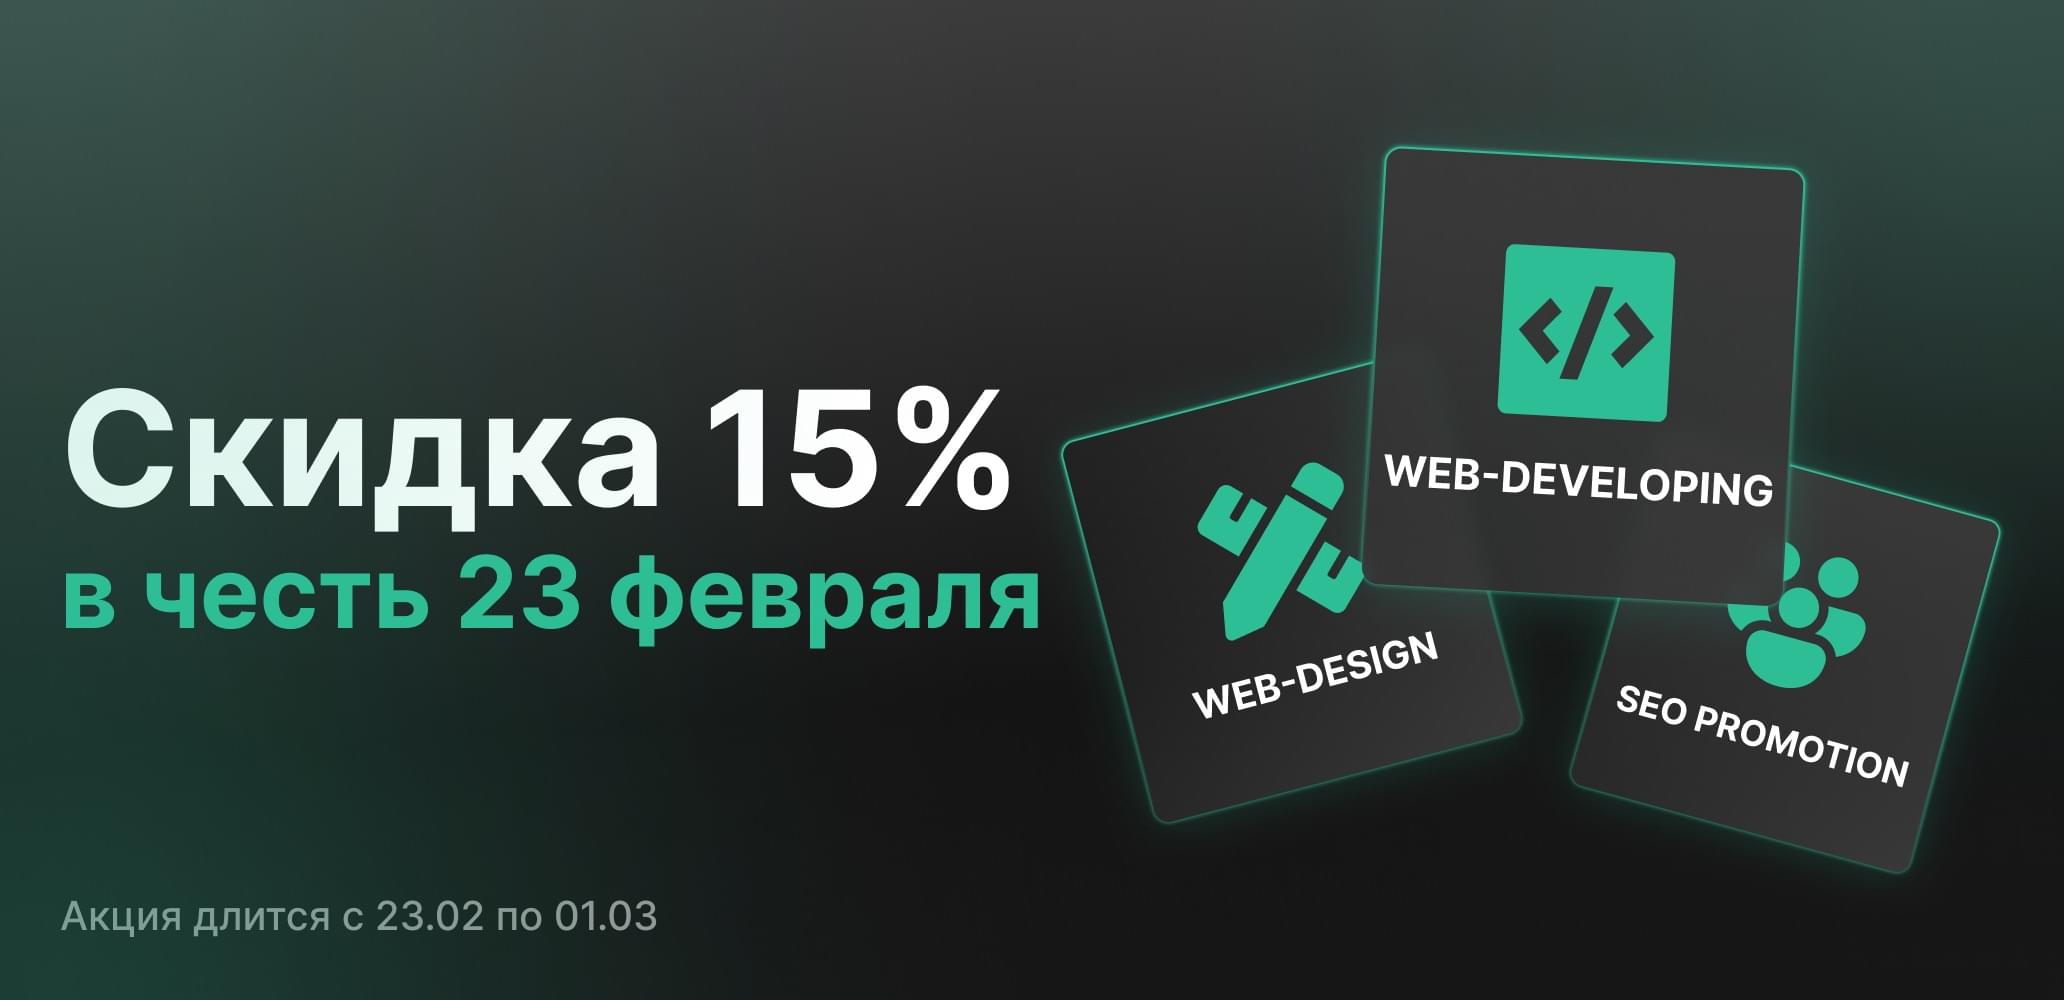 Скидка 15%
в честь 23 февраля
WEB-DEVELOPING
WEB-DESIGN
SEO PROMOTION
Акция длится с 23.02 по 01.03